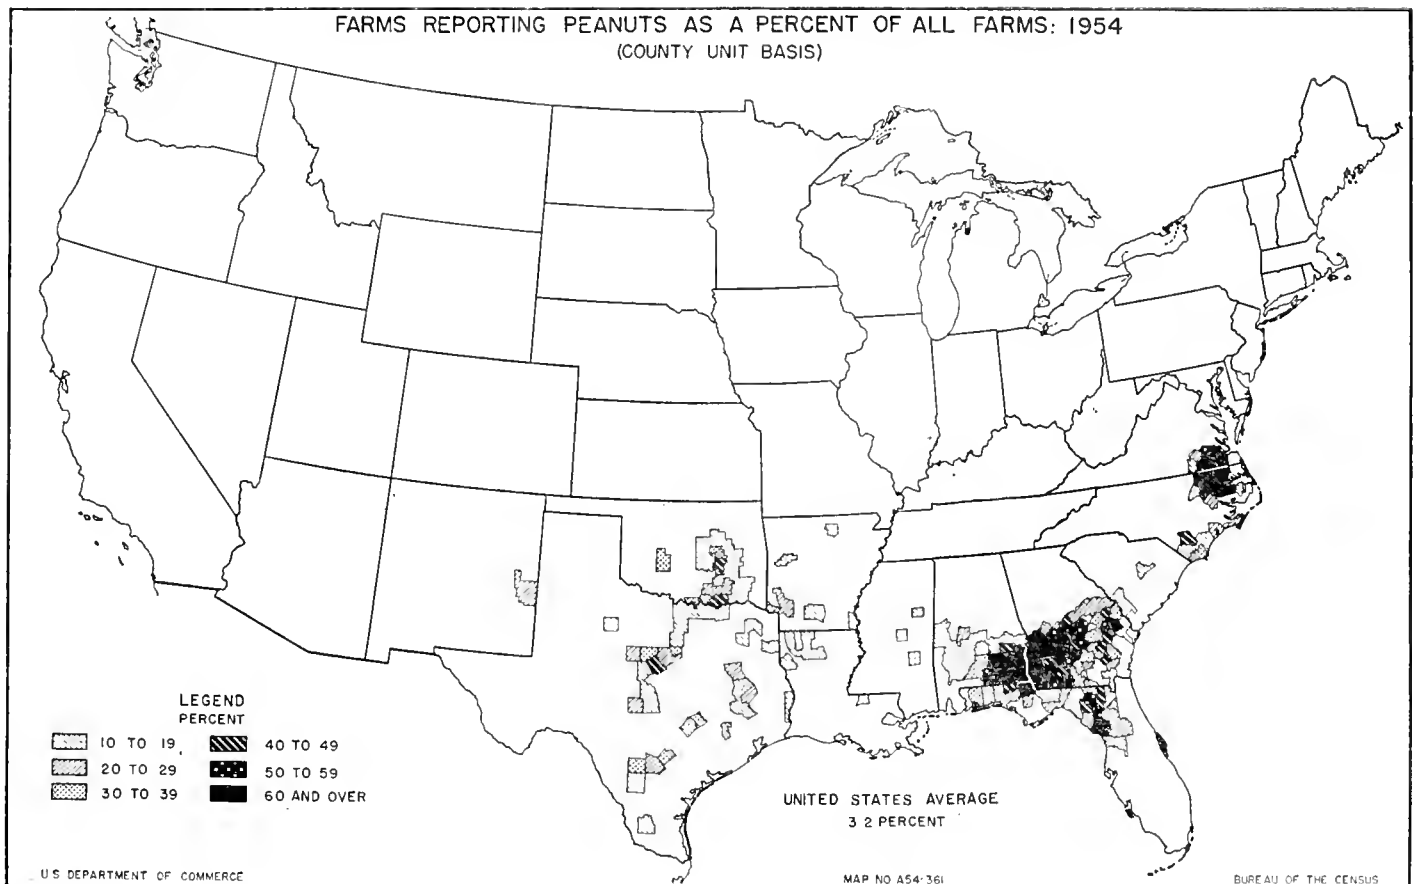 FARMS REPORTING PEANUTS AS A PERCENT OF ALL FARMS: 1954
(COUNTY UNIT BASIS)
LEGEND
PERCENT
10 TO 19
20 TO 29
30 TO 39
40 TO 49
50 TO 59
60 AND OVER
UNITED STATES AVERAGE
3 2 PERCENT
U S DEPARTMENT OF COMMERCE
MAP NO A54-361
BUREAU OF THE CENSUS